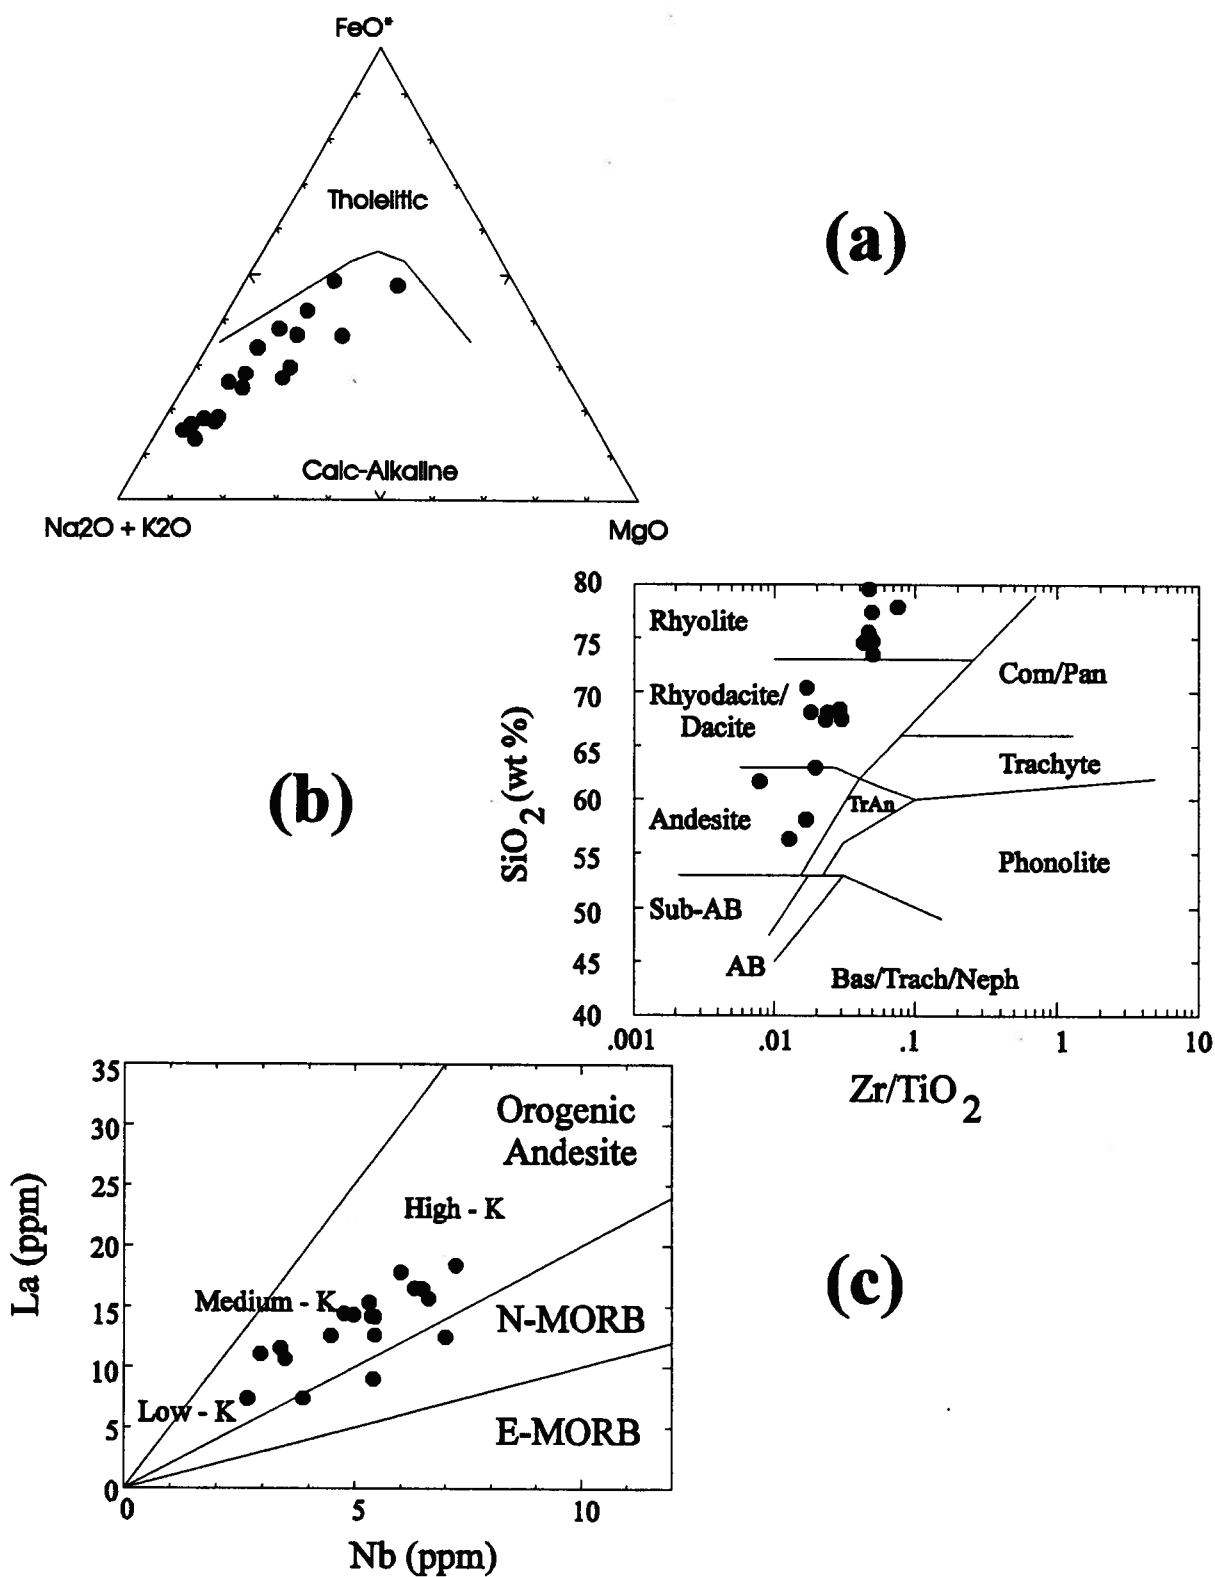 FeO*
Tholeiitic
(a)
Calc-Alkaline
Na2O + K2O
MgO
80
75
70
65
60
55
50
45
40
SiO2 (wt %)
Rhyolite
Com/Pan
Rhyodacite/
Dacite
Trachyte
TrAn
Andesite
Phonolite
Sub-AB
AB
Bas/Trach/Neph
.001
.01
.1
1
10
Zr/TiO2
(b)
35
30
25
20
15
10
5
0
La (ppm)
Orogenic
Andesite
High - K
Medium - K
N-MORB
Low - K
E-MORB
0
5
10
Nb (ppm)
(c)